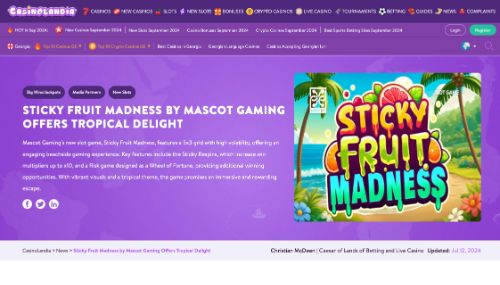 CASINOLANDIA
CASINOS NEW CASINOS SLOTS NEW SLOTS BONUSES CRYPTO CASINOS LIVE CASINO TOURNAMENTS BETTING GUIDES NEWS COMPLAINTS
HOT in Sep 2024: New Casinos September 2024 New Slots September 2024 Casino Bonuses September 2024 Crypto Casinos September 2024 Best Sports Betting Sites September 2024 Log in Register
Georgia Top 10 Casinos GE Top 10 Crypto Casinos GE Best Casinos in Georgia Georgian Language Casinos Casinos Accepting Georgian Lari
Big Wins/Jackpots Media Partners New Slots
STICKY FRUIT MADNESS BY MASCOT GAMING
OFFERS TROPICAL DELIGHT
Mascot Gaming's new slot game, Sticky Fruit Madness, features a 5x3 grid with high volatility, offering an
engaging beachside gaming experience. Key features include the Sticky Respins, which increase win
multipliers up to x10, and a Risk game designed as a Wheel of Fortune, providing additional winning
opportunities. With vibrant visuals and a tropical theme, the game promises an immersive and rewarding
escape.
SLOT GAME
STICKY
FRUIT
MADNESS
CasinoLandia > News > Sticky Fruit Madness by Mascot Gaming Offers Tropical Delight
Christian McDeen | Caesar of Lands of Betting and Live Casino Updated: Jul 12, 2024